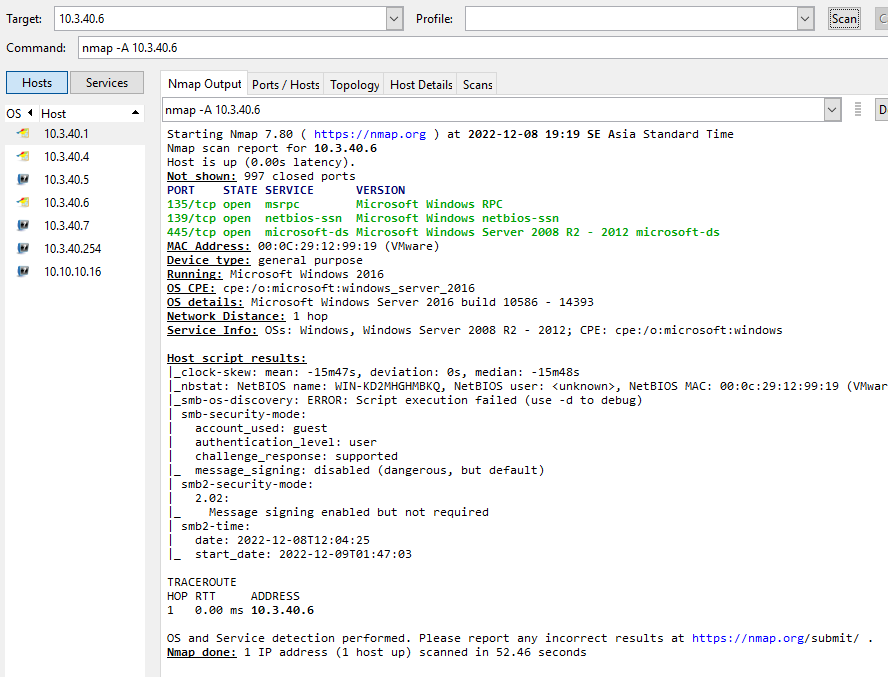 Target: 10.3.40.6 Profile: Scan
Command: nmap -A 10.3.40.6
Hosts Services Nmap Output Ports / Hosts Topology Host Details Scans
OS Host
10.3.40.1
10.3.40.4
10.3.40.5
10.3.40.6
10.3.40.7
10.3.40.254
10.10.10.16
nmap -A 10.3.40.6
Starting Nmap 7.80 ( https://nmap.org ) at 2022-12-08 19:19 SE Asia Standard Time
Nmap scan report for 10.3.40.6
Host is up (0.00s latency).
Not shown: 997 closed ports
PORT    STATE SERVICE      VERSION
135/tcp open  msrpc        Microsoft Windows RPC
139/tcp open  netbios-ssn  Microsoft Windows netbios-ssn
445/tcp open  microsoft-ds Microsoft Windows Server 2008 R2 - 2012 microsoft-ds
MAC Address: 00:0C:29:12:99:19 (VMware)
Device type: general purpose
Running: Microsoft Windows 2016
OS CPE: cpe:/o:microsoft:windows_server_2016
OS details: Microsoft Windows Server 2016 build 10586 - 14393
Network Distance: 1 hop
Service Info: OSs: Windows, Windows Server 2008 R2 - 2012; CPE: cpe:/o:microsoft:windows
Host script results:
|_clock-skew: mean: -15m47s, deviation: 0s, median: -15m48s
|_nbstat: NetBIOS name: WIN-KD2MHGHMBKQ, NetBIOS user: <unknown>, NetBIOS MAC: 00:0c:29:12:99:19 (VMwar
|_smb-os-discovery: ERROR: Script execution failed (use -d to debug)
| smb-security-mode:
|   account_used: guest
|   authentication_level: user
|   challenge_response: supported
|_  message_signing: disabled (dangerous, but default)
| smb2-security-mode:
|   2.02:
|_    Message signing enabled but not required
| smb2-time:
|   date: 2022-12-08T12:04:25
|_  start_date: 2022-12-09T01:47:03
TRACEROUTE
HOP RTT     ADDRESS
1   0.00 ms 10.3.40.6
OS and Service detection performed. Please report any incorrect results at https://nmap.org/submit/ .
Nmap done: 1 IP address (1 host up) scanned in 52.46 seconds